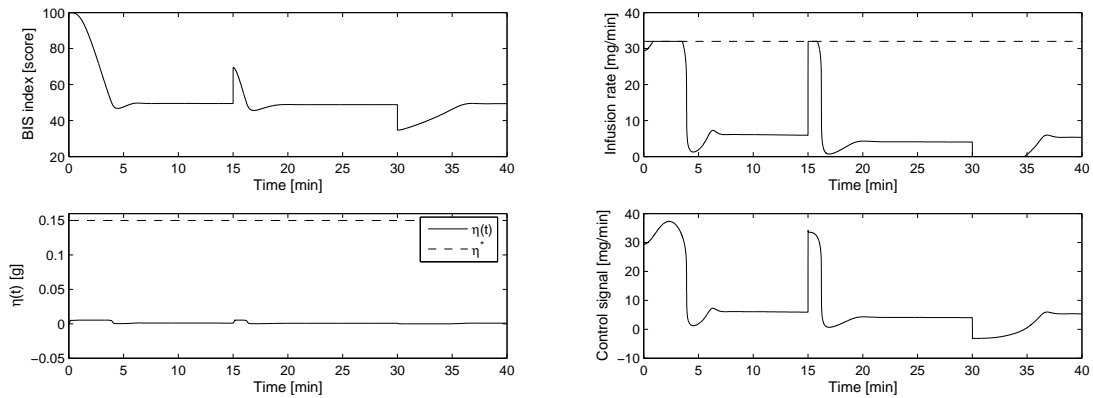 BIS index [score]
100
80
60
40
20
0 5 10 15 20 25 30 35 40
Time [min]
Infusion rate [mg/min]
40
30
20
10
0
0 5 10 15 20 25 30 35 40
Time [min]
η(t) [g]
0.15
0.1
0.05
0
−0.05
0 5 10 15 20 25 30 35 40
Time [min]
η(t)
η*
Control signal [mg/min]
40
30
20
10
0
−10
0 5 10 15 20 25 30 35 40
Time [min]